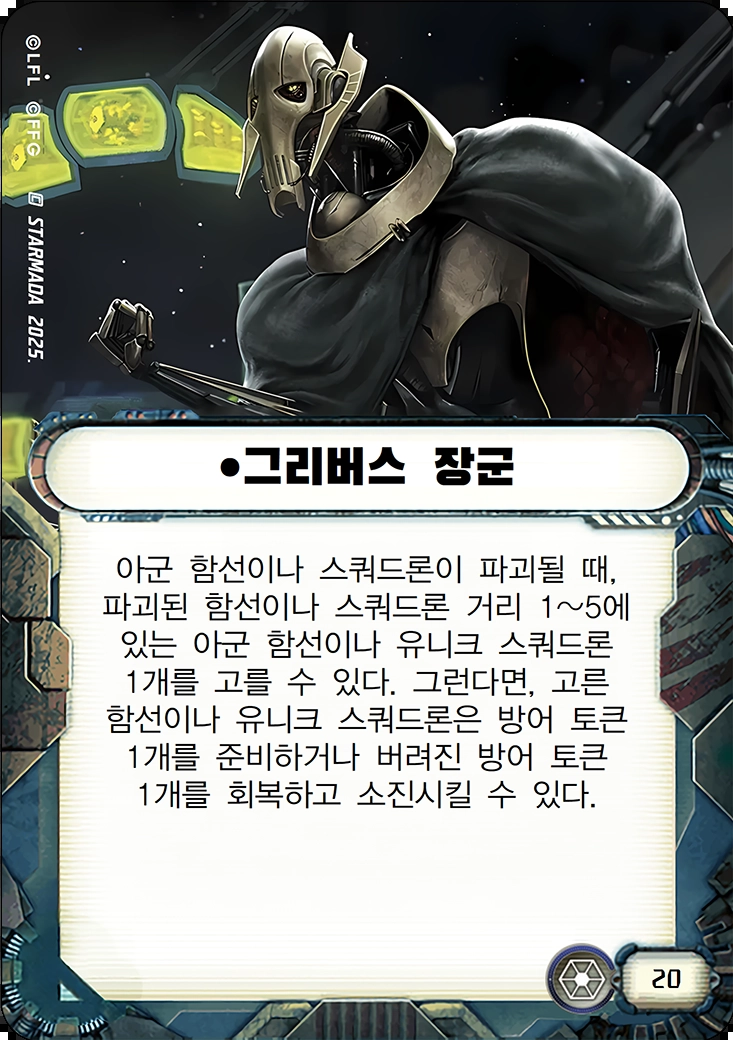 ©LFL ©FFG STARMADA 2025.
•그리버스 장군
아군 함선이나 스쿼드론이 파괴될 때,
파괴된 함선이나 스쿼드론 거리 1~5에
있는 아군 함선이나 유니크 스쿼드론
1개를 고를 수 있다. 그런다면, 고른
함선이나 유니크 스쿼드론은 방어 토큰
1개를 준비하거나 버려진 방어 토큰
1개를 회복하고 소진시킬 수 있다.
20